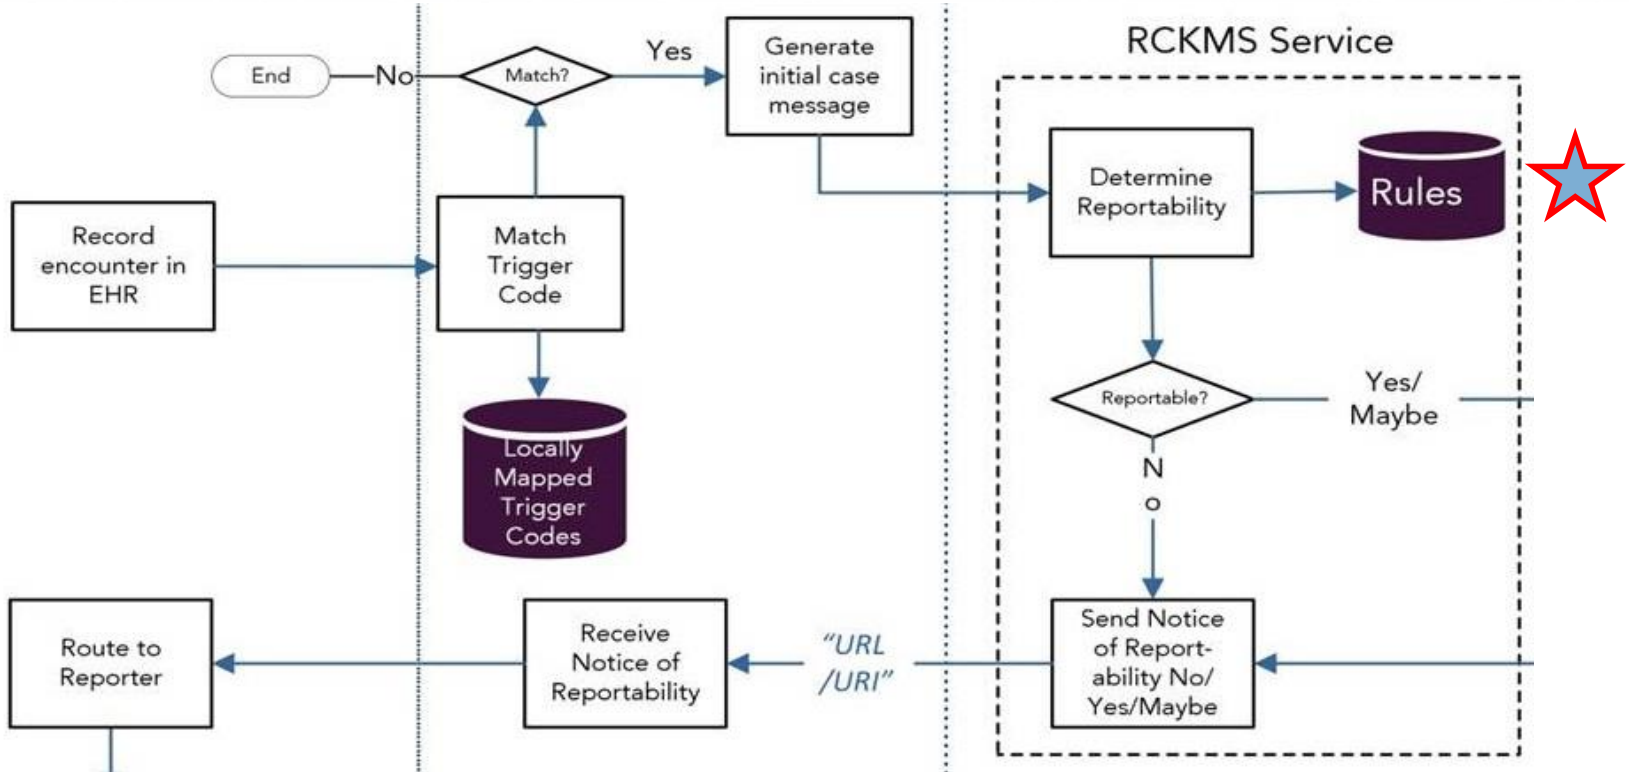 RCKMS Service
End
No
Match?
Yes
Generate
initial case
message
Determine
Reportability
Rules
Record
encounter in
EHR
Match
Trigger
Code
Reportable?
Yes/
Maybe
N
o
Locally
Mapped
Trigger
Codes
Route to
Reporter
Receive
Notice of
Reportability
“URL
/URI”
Send Notice
of Report-
ability No/
Yes/Maybe